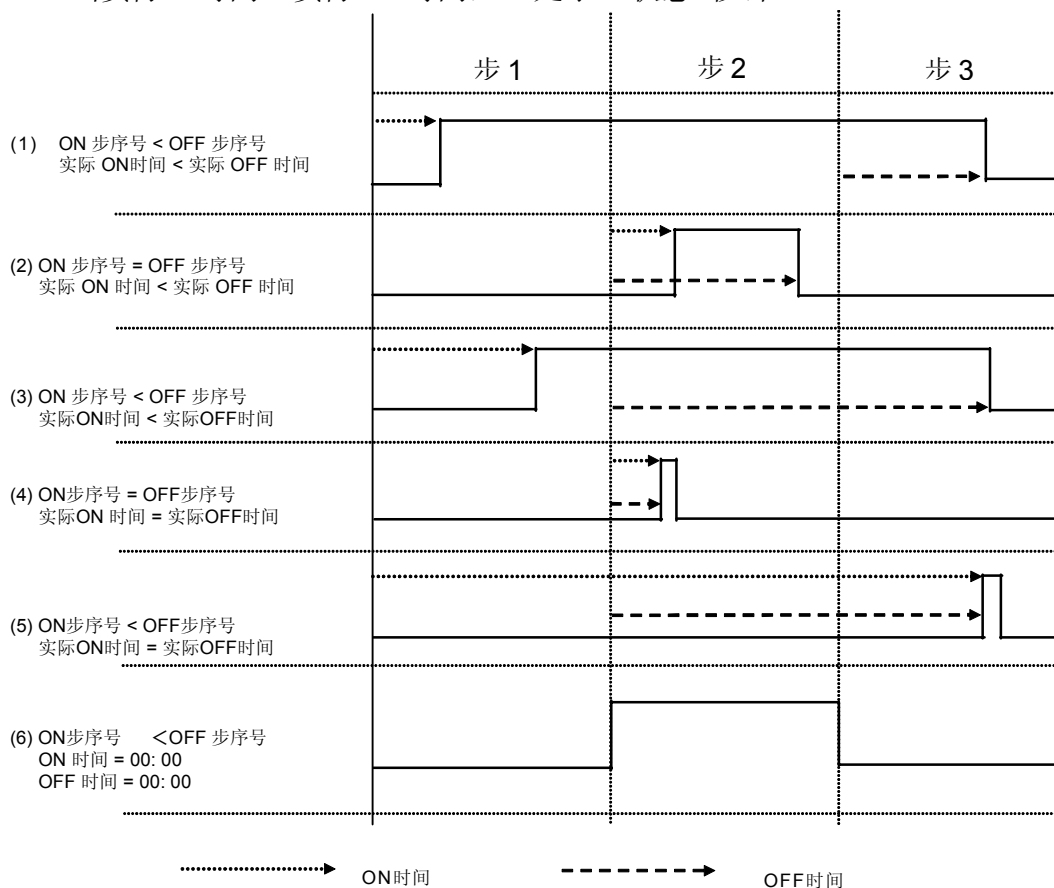 步 1 步 2 步 3
(1) ON 步序号 < OFF 步序号
实际 ON时间 < 实际 OFF 时间
(2) ON 步序号 = OFF 步序号
实际 ON 时间 < 实际 OFF 时间
(3) ON 步序号 < OFF 步序号
实际ON时间 < 实际OFF时间
(4) ON步序号 = OFF步序号
实际ON 时间 = 实际OFF时间
(5) ON步序号 < OFF步序号
实际ON时间 = 实际OFF时间
(6) ON步序号 ＜OFF 步序号
ON 时间 = 00: 00
OFF 时间 = 00: 00
ON时间 OFF时间